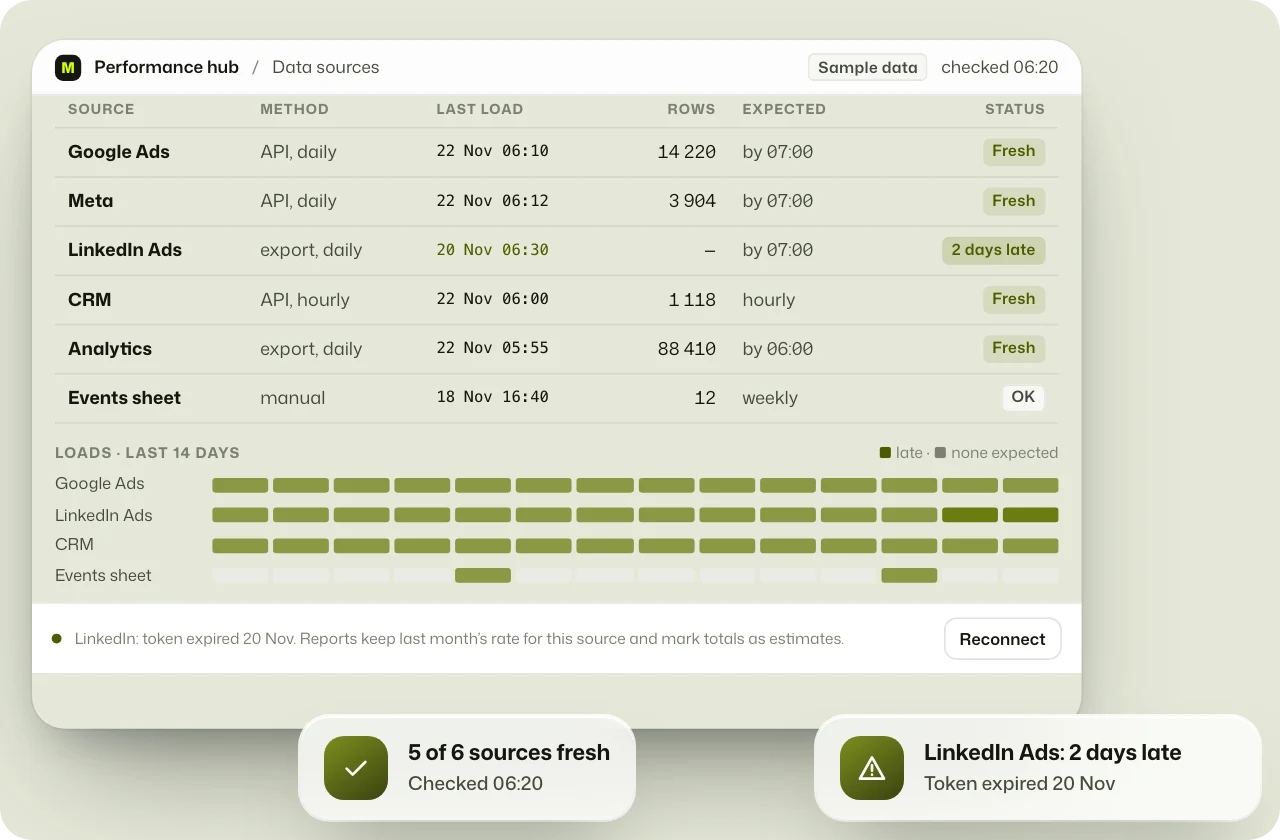 M Performance hub / Data sources Sample data checked 06:20
SOURCE METHOD LAST LOAD ROWS EXPECTED STATUS
Google Ads API, daily 22 Nov 06:10 14 220 by 07:00 Fresh
Meta API, daily 22 Nov 06:12 3 904 by 07:00 Fresh
LinkedIn Ads export, daily 20 Nov 06:30 – by 07:00 2 days late
CRM API, hourly 22 Nov 06:00 1 118 hourly Fresh
Analytics export, daily 22 Nov 05:55 88 410 by 06:00 Fresh
Events sheet manual 18 Nov 16:40 12 weekly OK
LOADS · LAST 14 DAYS late · none expected
Google Ads
LinkedIn Ads
CRM
Events sheet
LinkedIn: token expired 20 Nov. Reports keep last month's rate for this source and mark totals as estimates. Reconnect
5 of 6 sources fresh
Checked 06:20
LinkedIn Ads: 2 days late
Token expired 20 Nov